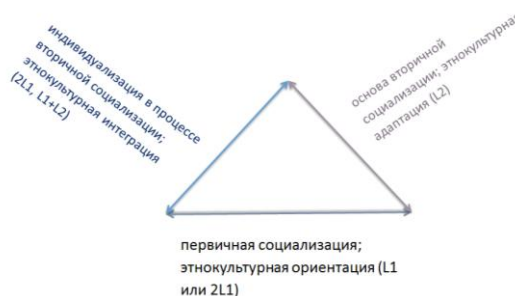 индивидуализация в процессе
вторичной социализации;
этнокультурная интеграция
(2L1, L1+L2)
основа вторичной
социализации; этнокультурная
адаптация (L2)
первичная социализация;
этнокультурная ориентация (L1
или 2L1)